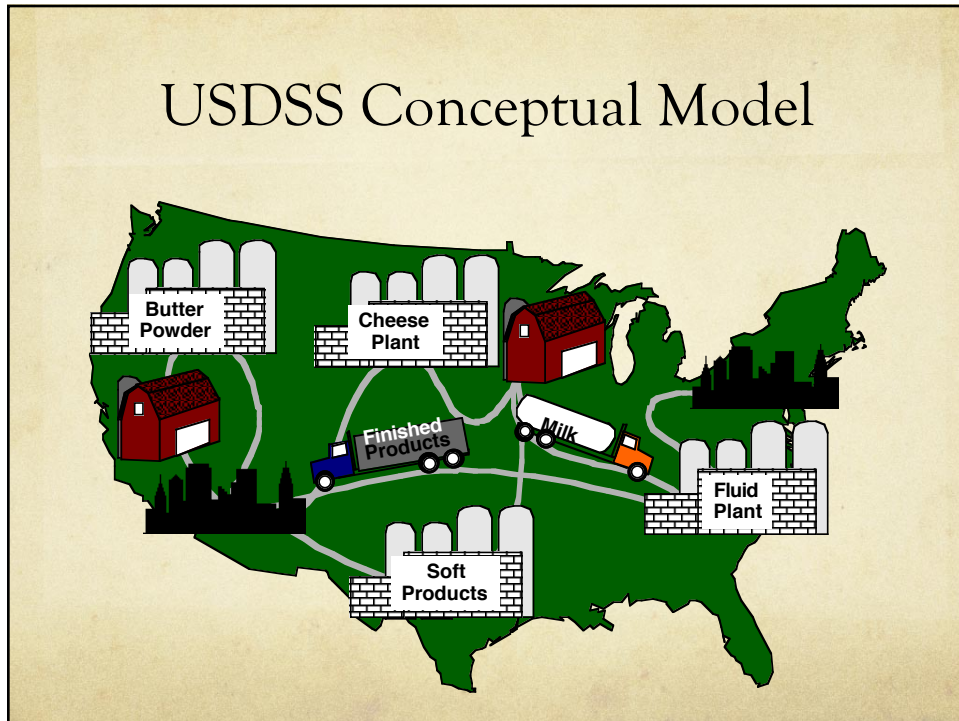 USDSS Conceptual Model
Butter
Powder
Cheese
Plant
Finished
Products
Milk
Fluid
Plant
Soft
Products